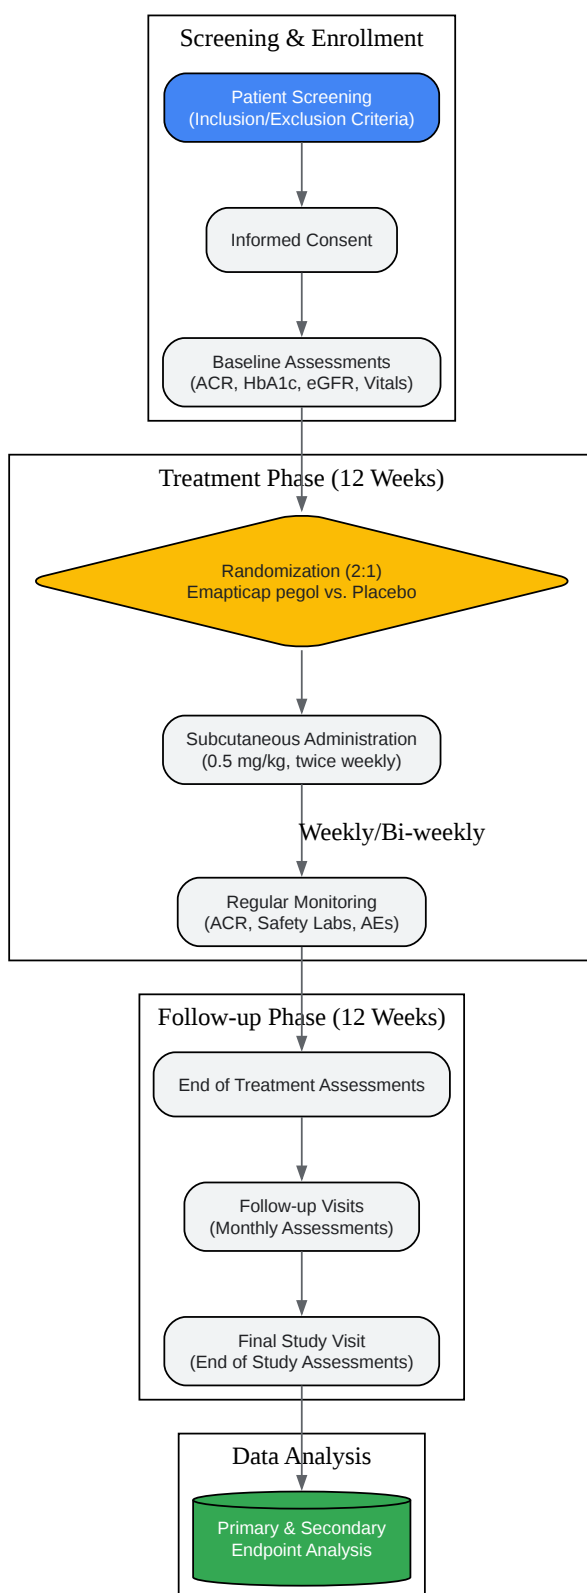 Screening & Enrollment
Patient Screening
(Inclusion/Exclusion Criteria)
Informed Consent
Baseline Assessments
(ACR, HbA1c, eGFR, Vitals)
Treatment Phase (12 Weeks)
Randomization (2:1)
Emapticap pegol vs. Placebo
Subcutaneous Administration
(0.5 mg/kg, twice weekly)
Weekly/Bi-weekly
Regular Monitoring
(ACR, Safety Labs, AEs)
Follow-up Phase (12 Weeks)
End of Treatment Assessments
Follow-up Visits
(Monthly Assessments)
Final Study Visit
(End of Study Assessments)
Data Analysis
Primary & Secondary
Endpoint Analysis